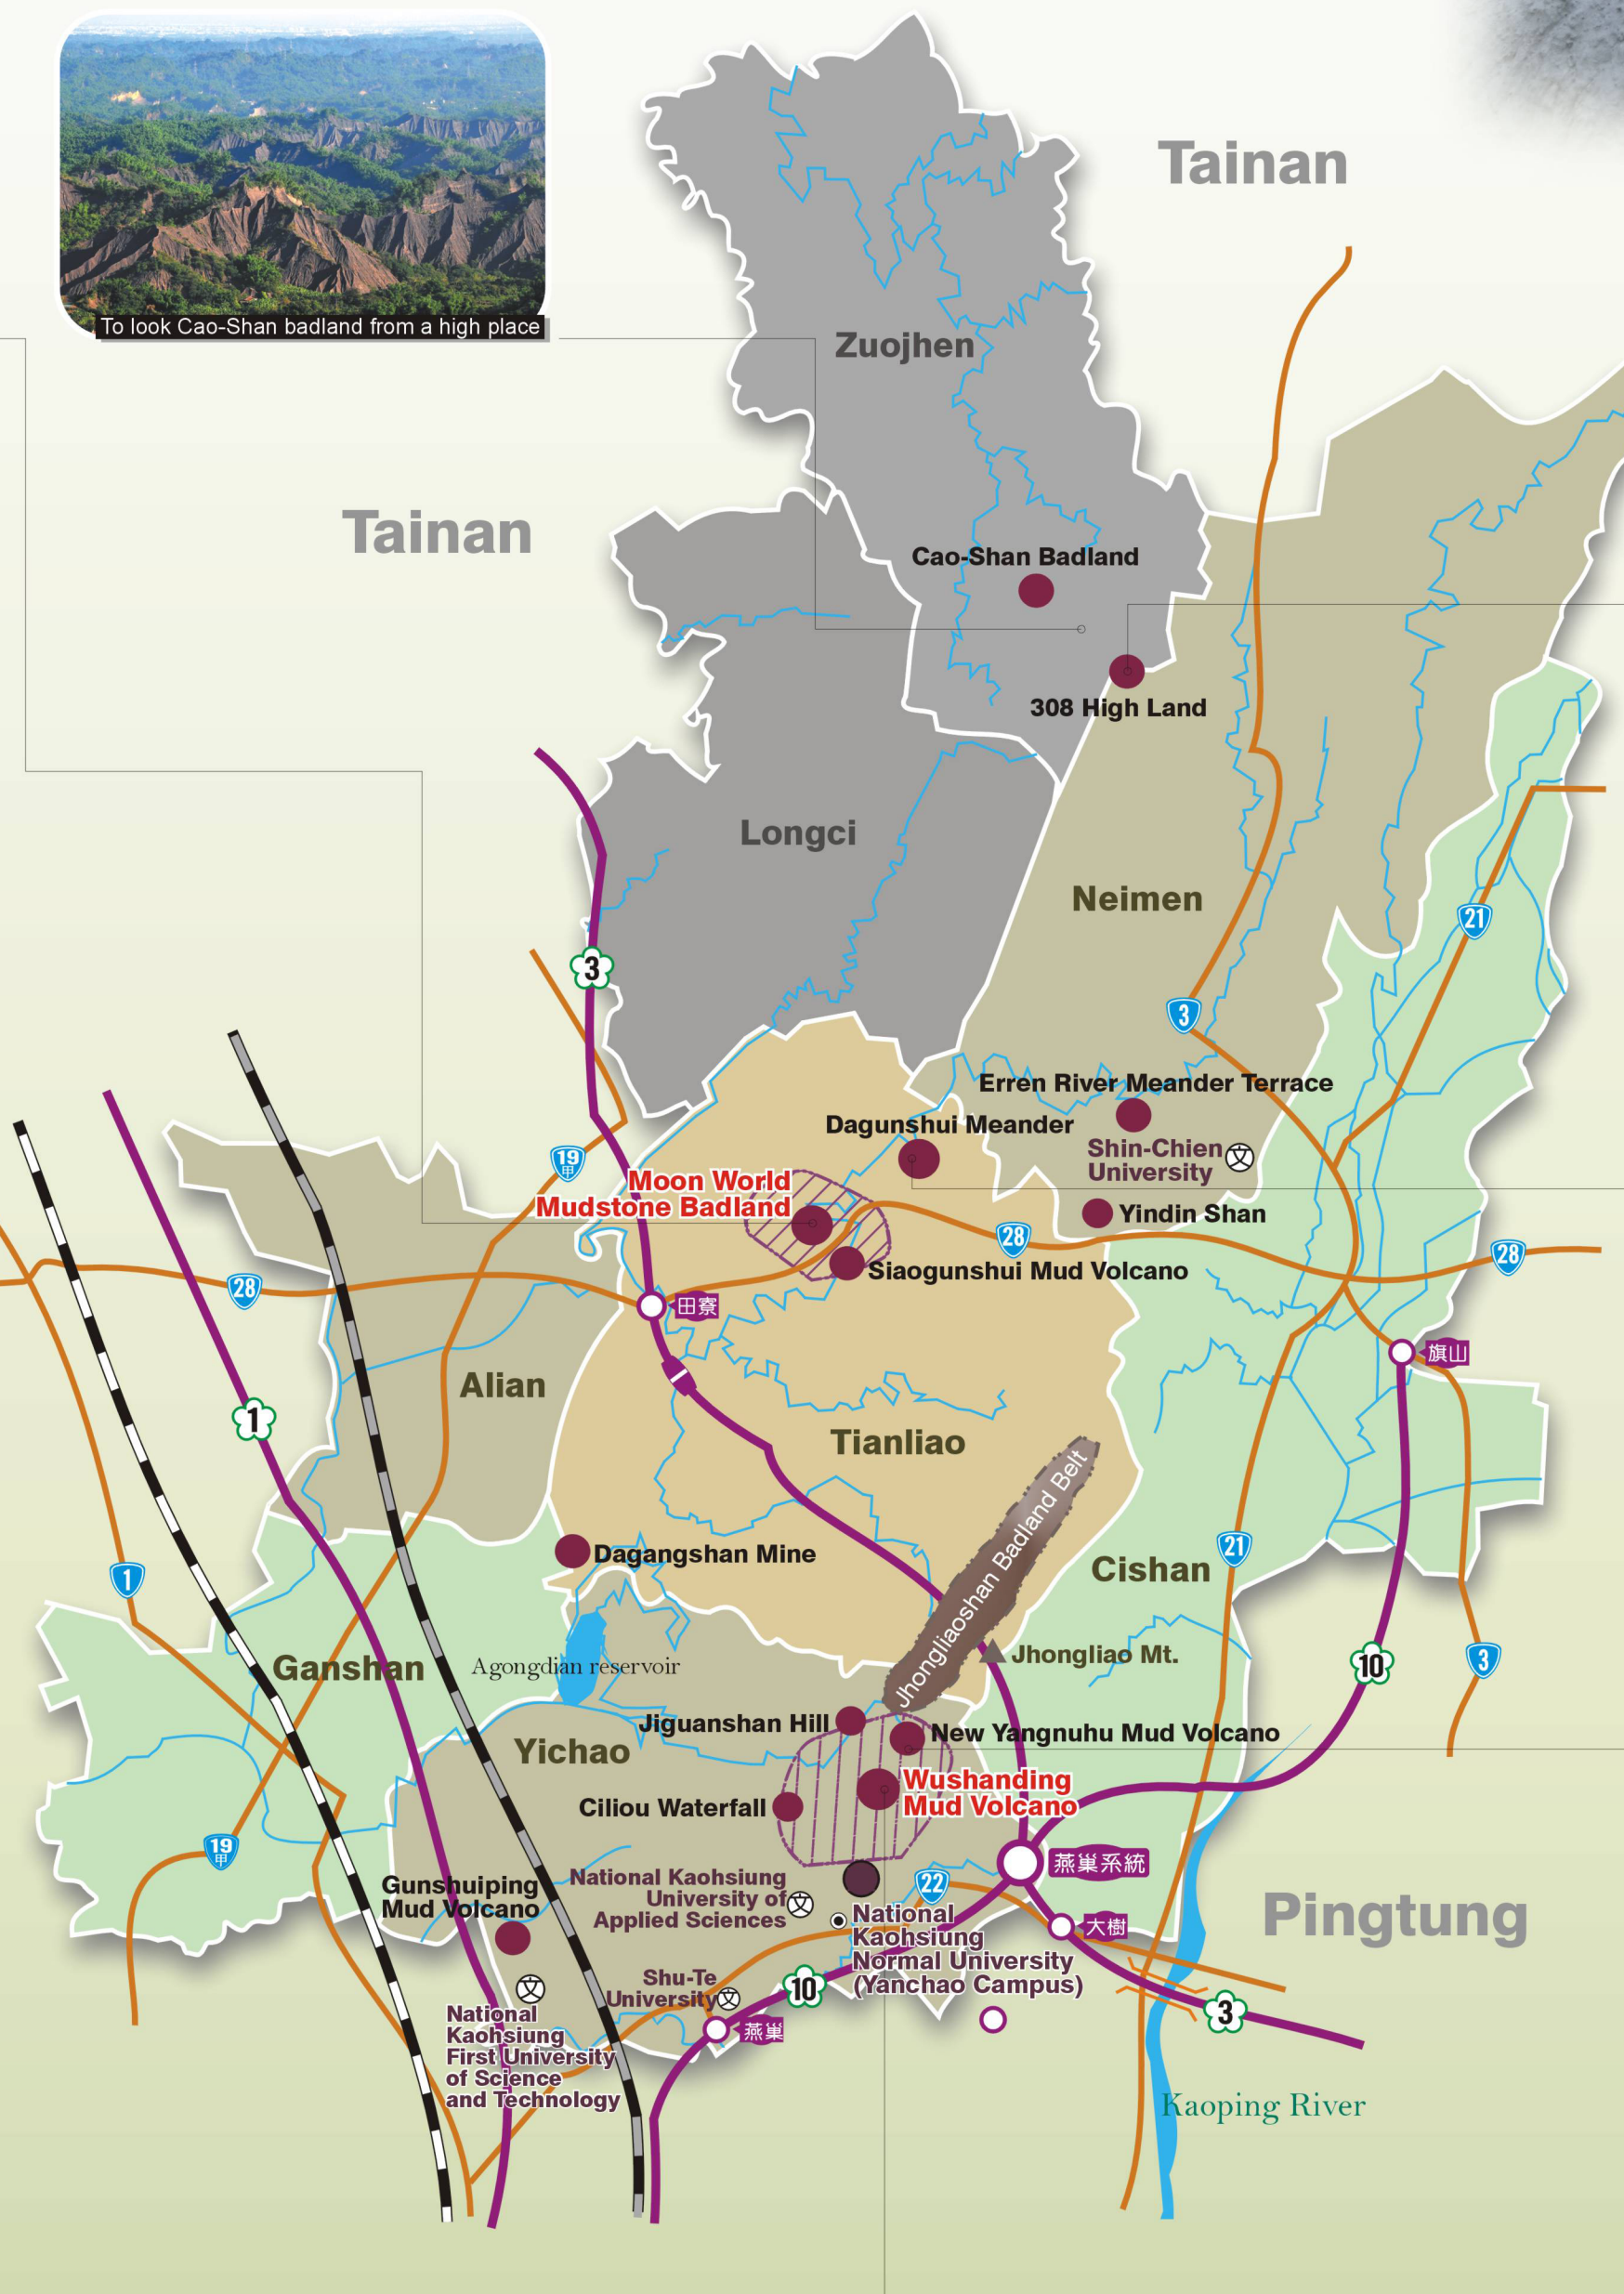 To look Cao-Shan badland from a high place
Tainan
Zuojhen
Tainan
Cao-Shan Badland
308 High Land
Longci
Neimen
21
3
3
Erren River Meander Terrace
Dagunshui Meander
Shin-Chien
University
文
19
甲
Moon World
Mudstone Badland
Yindin Shan
28
28
Siaogunshui Mud Volcano
28
田寮
旗山
Alian
1
Tianliao
Jhongliaoshan Badland Belt
21
Dagangshan Mine
Cishan
1
Jhongliao Mt.
10
3
Ganshan
Agongdian reservoir
Jiguanshan Hill
New Yangnuhu Mud Volcano
Yichao
Wushanding
Mud Volcano
Ciliou Waterfall
19
甲
燕巢系統
National Kaohsiung
University of
Applied Sciences
文
22
Gunshuiping
Mud Volcano
National
Kaohsiung
Normal University
(Yanchao Campus)
大樹
Pingtung
文
Shu-Te
University
文
10
National
Kaohsiung
First University
of Science
and Technology
燕巢
3
Kaoping River